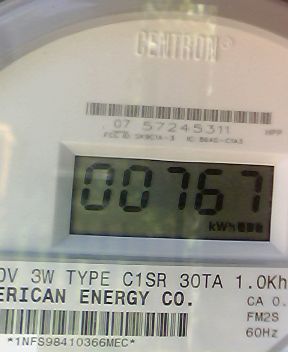 CENTRON®
07 57245311 HPP
00767
kWh
0V 3W TYPE C1SR 30TA 1.0Kh
ERICAN ENERGY CO. CA 0.
FM2S
60Hz
*1NFS98410366MEC*